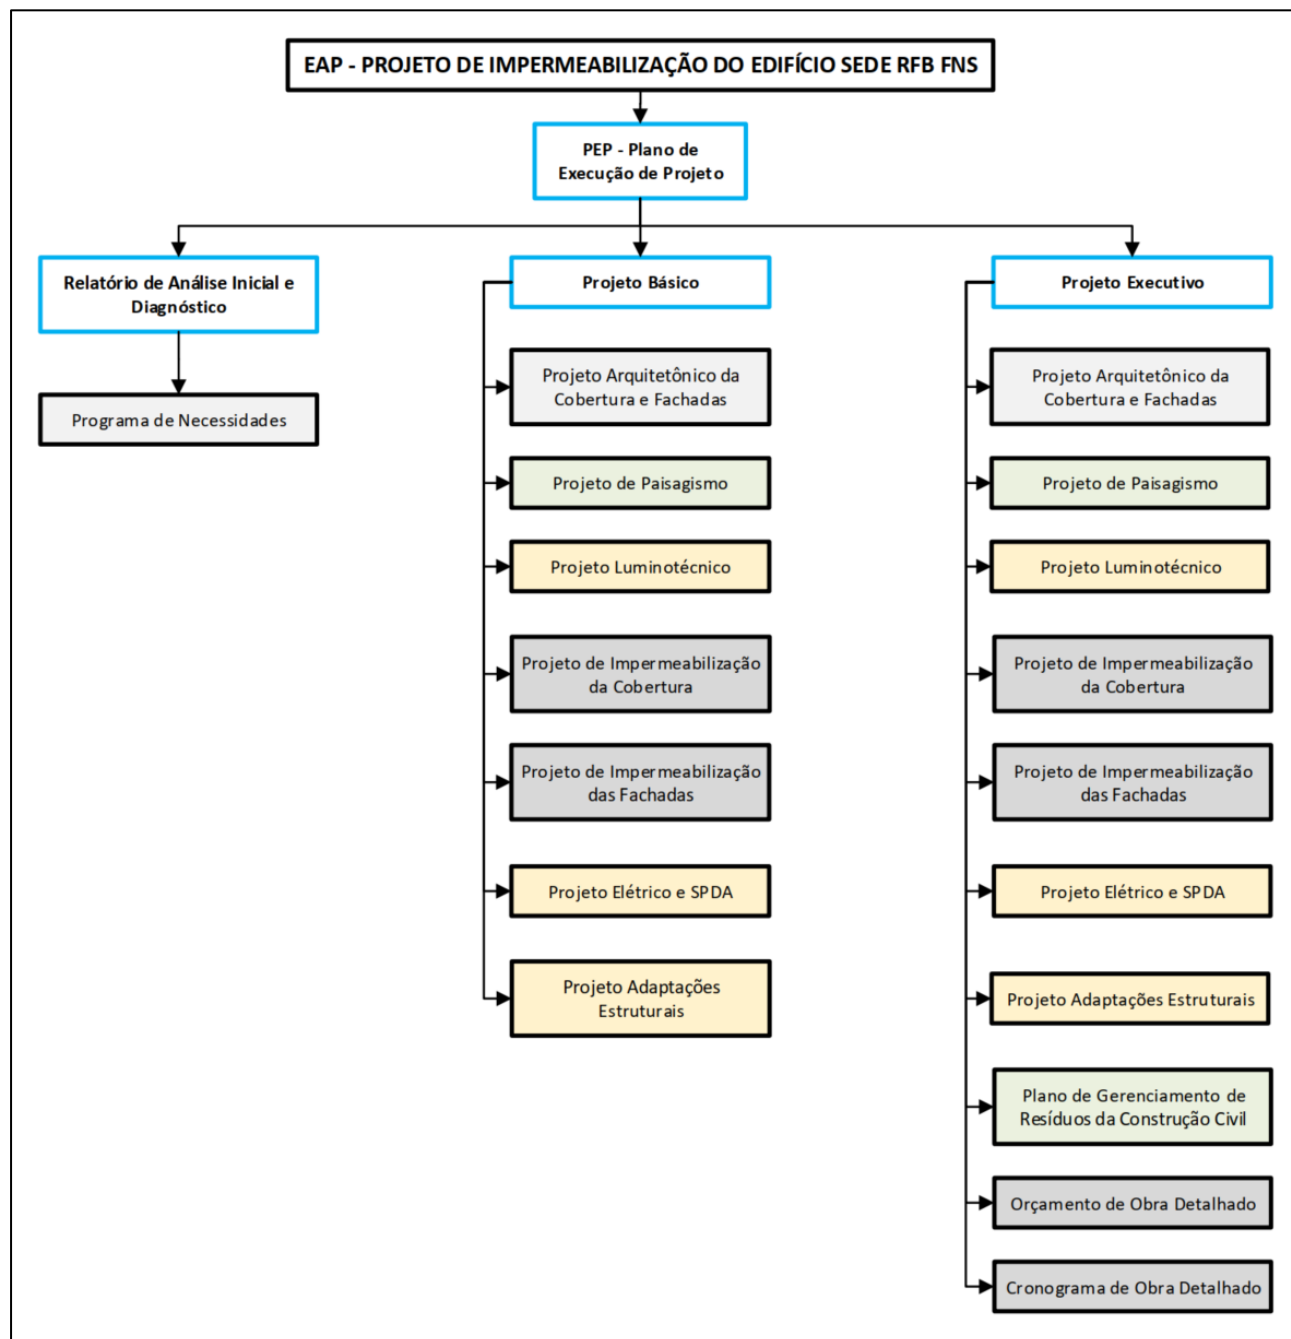 EAP - PROJETO DE IMPERMEABILIZAÇÃO DO EDIFÍCIO SEDE RFB FNS
PEP - Plano de
Execução de Projeto
Relatório de Análise Inicial e
Diagnóstico
Programa de Necessidades
Projeto Básico
Projeto Arquitetônico da
Cobertura e Fachadas
Projeto de Paisagismo
Projeto Luminotécnico
Projeto de Impermeabilização
da Cobertura
Projeto de Impermeabilização
das Fachadas
Projeto Elétrico e SPDA
Projeto Adaptações
Estruturais
Projeto Executivo
Projeto Arquitetônico da
Cobertura e Fachadas
Projeto de Paisagismo
Projeto Luminotécnico
Projeto de Impermeabilização
da Cobertura
Projeto de Impermeabilização
das Fachadas
Projeto Elétrico e SPDA
Projeto Adaptações Estruturais
Plano de Gerenciamento de
Resíduos da Construção Civil
Orçamento de Obra Detalhado
Cronograma de Obra Detalhado